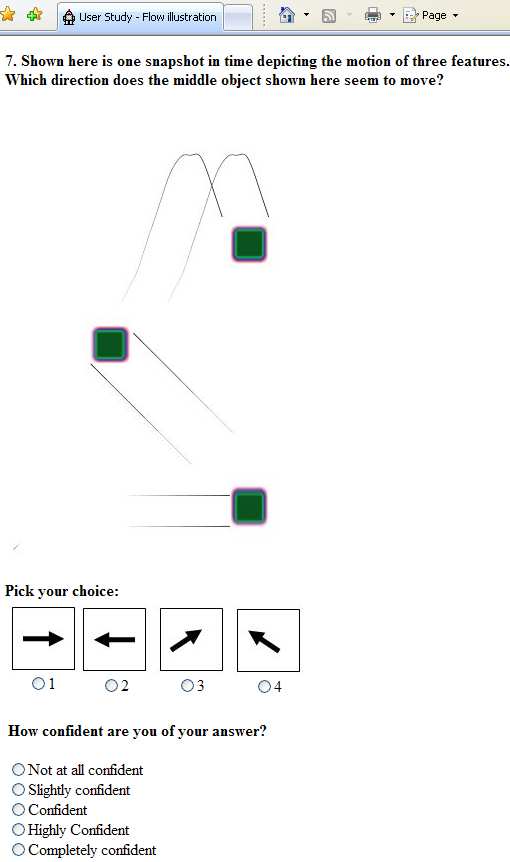 User Study - Flow illustration
Page
7. Shown here is one snapshot in time depicting the motion of three features.
Which direction does the middle object shown here seem to move?
Pick your choice:
1 2 3 4
How confident are you of your answer?
Not at all confident
Slightly confident
Confident
Highly Confident
Completely confident